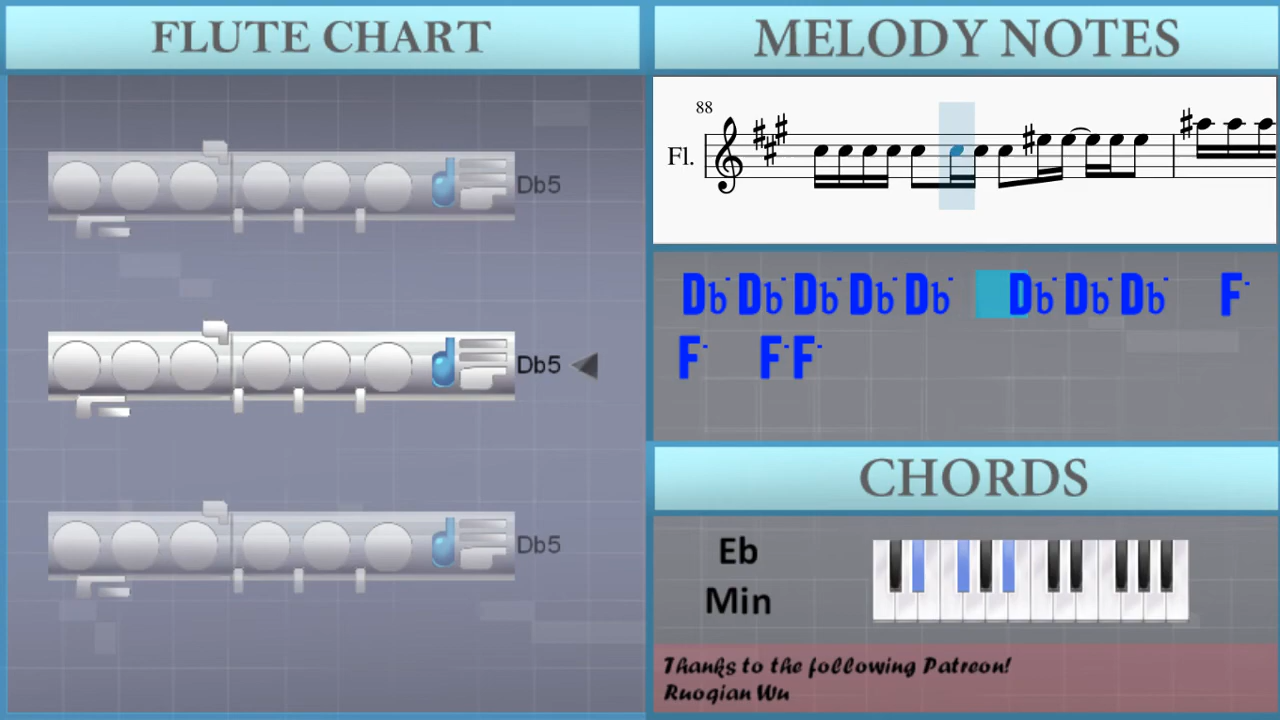 FLUTE CHART
Db5
Db5
Db5
MELODY NOTES
88
Fl.
Db˙ Db˙ Db˙ Db˙ Db˙ Db˙ Db˙ Db˙ F˙
F˙ F˙ F˙
CHORDS
Eb
Min
Thanks to the following Patreon!
Ruoqian Wu